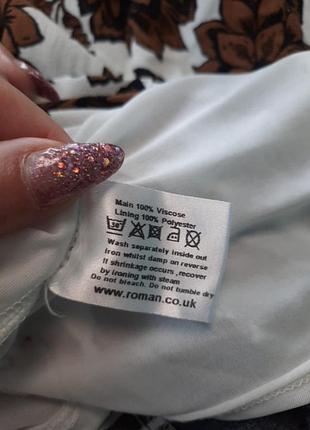 Main 100% Viscose
Lining 100% Polyester
30°
Wash separately inside out
Iron whilst damp on reverse
If shrinkage occurs , recover
by ironing with steam
Do not bleach. Do not tumble dry
www.roman.co.uk